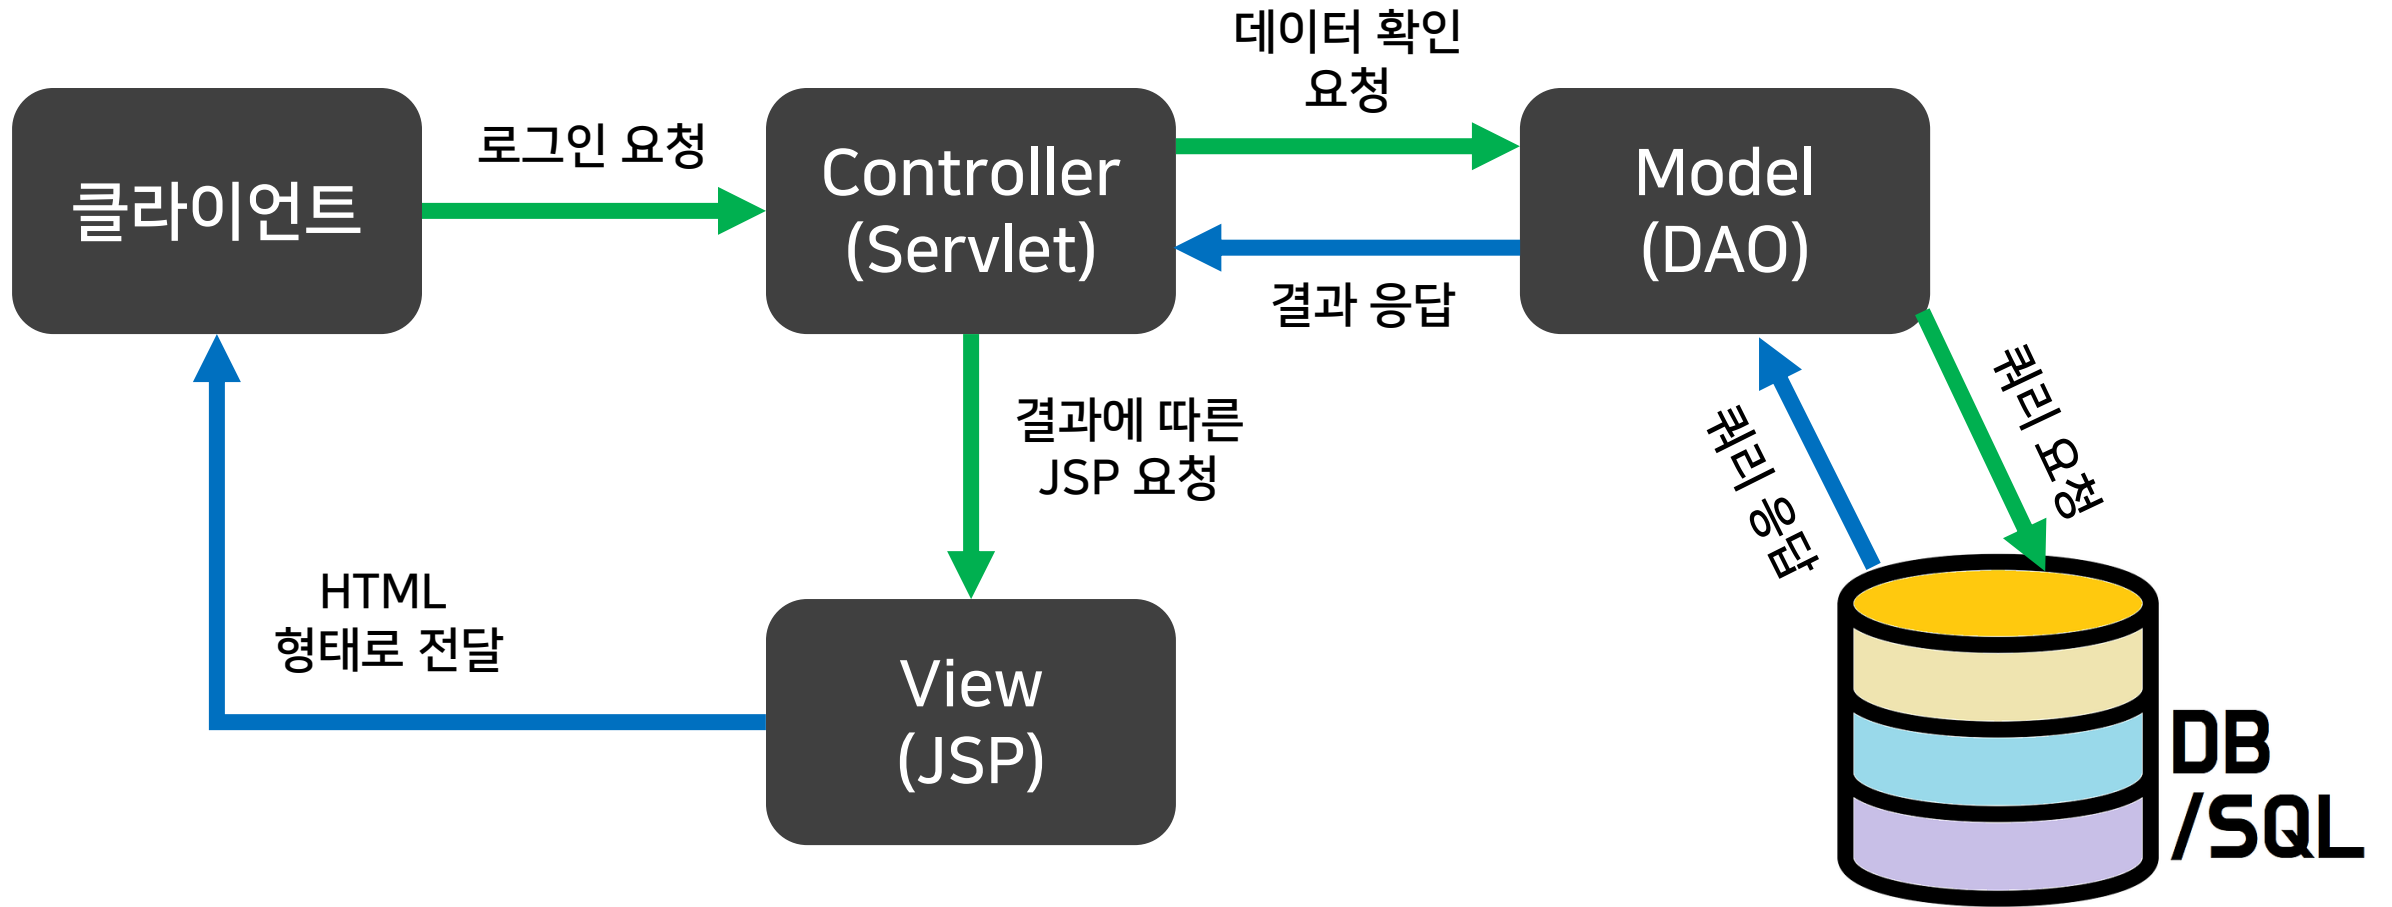 클라이언트
로그인 요청
Controller
(Servlet)
데이터 확인
요청
결과 응답
Model
(DAO)
쿼리 요청
쿼리 응답
결과에 따른
JSP 요청
HTML
형태로 전달
View
(JSP)
DB
/SQL